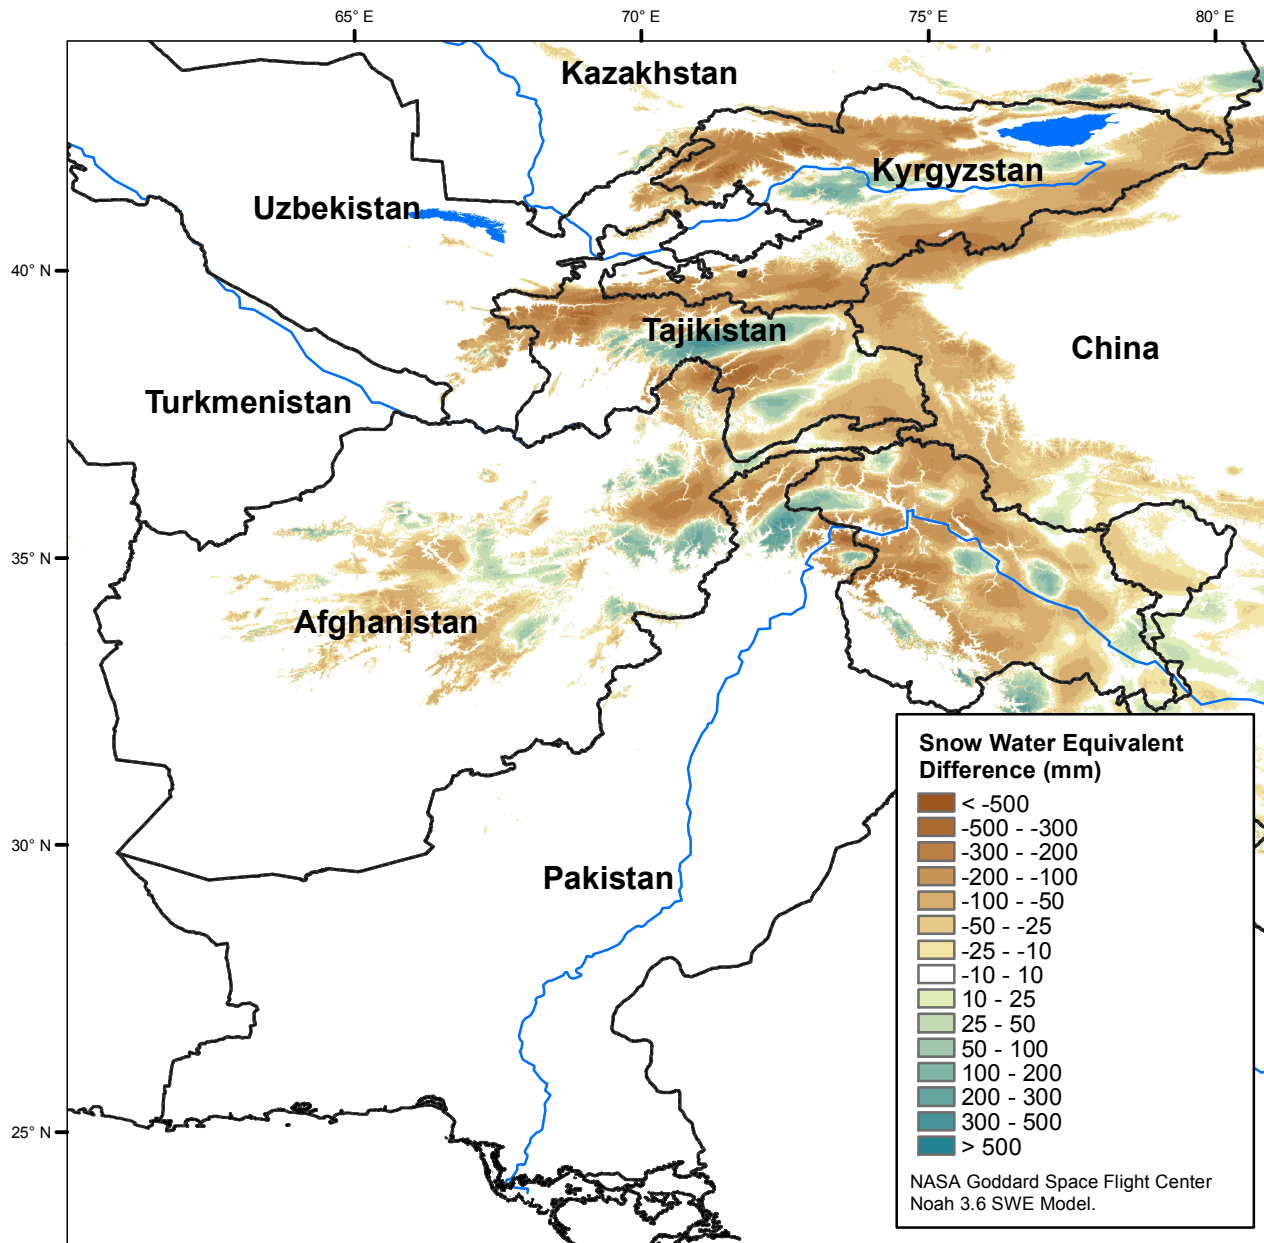 65° E
70° E
75° E
80° E
Kazakhstan
Kyrgyzstan
Uzbekistan
40° N
Tajikistan
China
Turkmenistan
35° N
Afghanistan
Snow Water Equivalent
Difference (mm)
< -500
-500 - -300
-300 - -200
-200 - -100
-100 - -50
-50 - -25
-25 - -10
-10 - 10
10 - 25
25 - 50
50 - 100
100 - 200
200 - 300
300 - 500
> 500
NASA Goddard Space Flight Center
Noah 3.6 SWE Model.
30° N
Pakistan
25° N